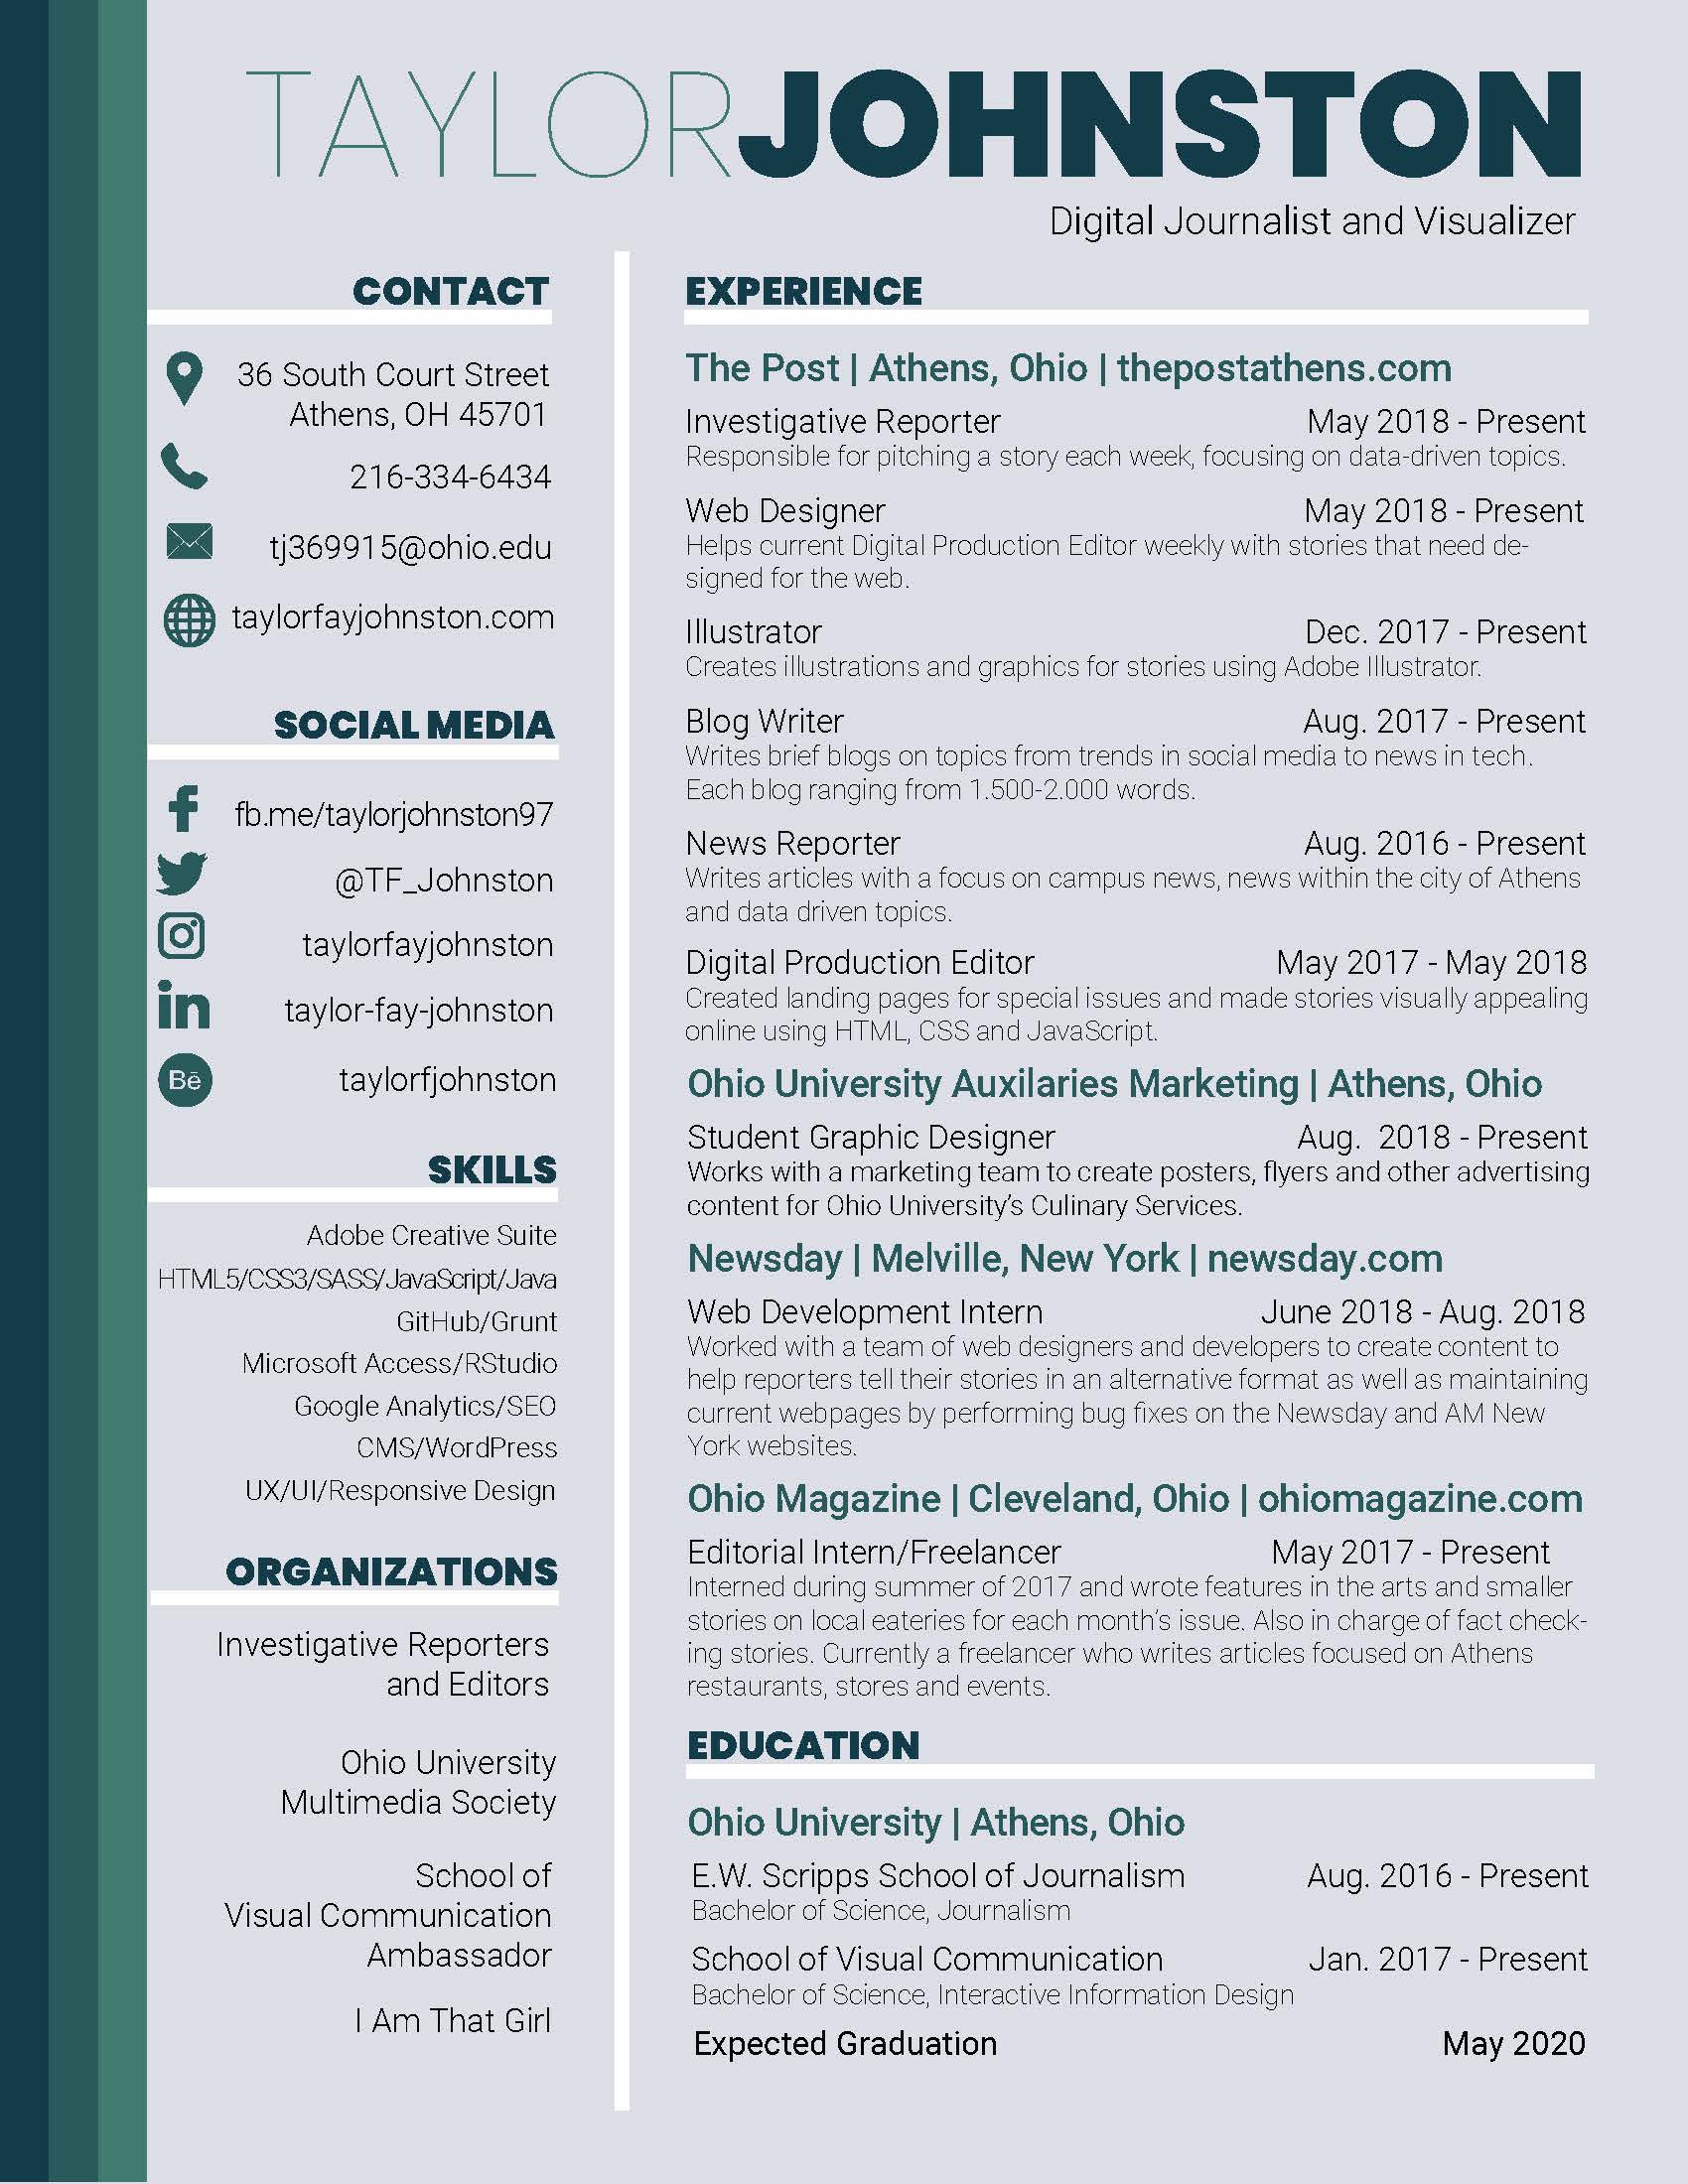 TAYLORJOHNSTON
Digital Journalist and Visualizer
CONTACT
36 South Court Street
Athens, OH 45701
216-334-6434
tj369915@ohio.edu
taylorfayjohnston.com
SOCIAL MEDIA
fb.me/taylorjohnston97
@TF_Johnston
taylorfayjohnston
in
taylor-fay-johnston
Bē
taylorfjohnston
SKILLS
Adobe Creative Suite
HTML5/CSS3/SASS/JavaScript/Java
GitHub/Grunt
Microsoft Access/RStudio
Google Analytics/SEO
CMS/WordPress
UX/UI/Responsive Design
ORGANIZATIONS
Investigative Reporters
and Editors
Ohio University
Multimedia Society
School of
Visual Communication
Ambassador
I Am That Girl
EXPERIENCE
The Post | Athens, Ohio | thepostathens.com
Investigative Reporter May 2018 - Present
Responsible for pitching a story each week, focusing on data-driven topics.
Web Designer May 2018 - Present
Helps current Digital Production Editor weekly with stories that need de-
signed for the web.
Illustrator Dec. 2017 - Present
Creates illustrations and graphics for stories using Adobe Illustrator.
Blog Writer Aug. 2017 - Present
Writes brief blogs on topics from trends in social media to news in tech.
Each blog ranging from 1.500-2.000 words.
News Reporter Aug. 2016 - Present
Writes articles with a focus on campus news, news within the city of Athens
and data driven topics.
Digital Production Editor May 2017 - May 2018
Created landing pages for special issues and made stories visually appealing
online using HTML, CSS and JavaScript.
Ohio University Auxilaries Marketing | Athens, Ohio
Student Graphic Designer Aug. 2018 - Present
Works with a marketing team to create posters, flyers and other advertising
content for Ohio University's Culinary Services.
Newsday | Melville, New York | newsday.com
Web Development Intern June 2018 - Aug. 2018
Worked with a team of web designers and developers to create content to
help reporters tell their stories in an alternative format as well as maintaining
current webpages by performing bug fixes on the Newsday and AM New
York websites.
Ohio Magazine | Cleveland, Ohio | ohiomagazine.com
Editorial Intern/Freelancer May 2017 - Present
Interned during summer of 2017 and wrote features in the arts and smaller
stories on local eateries for each month's issue. Also in charge of fact check-
ing stories. Currently a freelancer who writes articles focused on Athens
restaurants, stores and events.
EDUCATION
Ohio University | Athens, Ohio
E.W. Scripps School of Journalism Aug. 2016 - Present
Bachelor of Science, Journalism
School of Visual Communication Jan. 2017 - Present
Bachelor of Science, Interactive Information Design
Expected Graduation May 2020